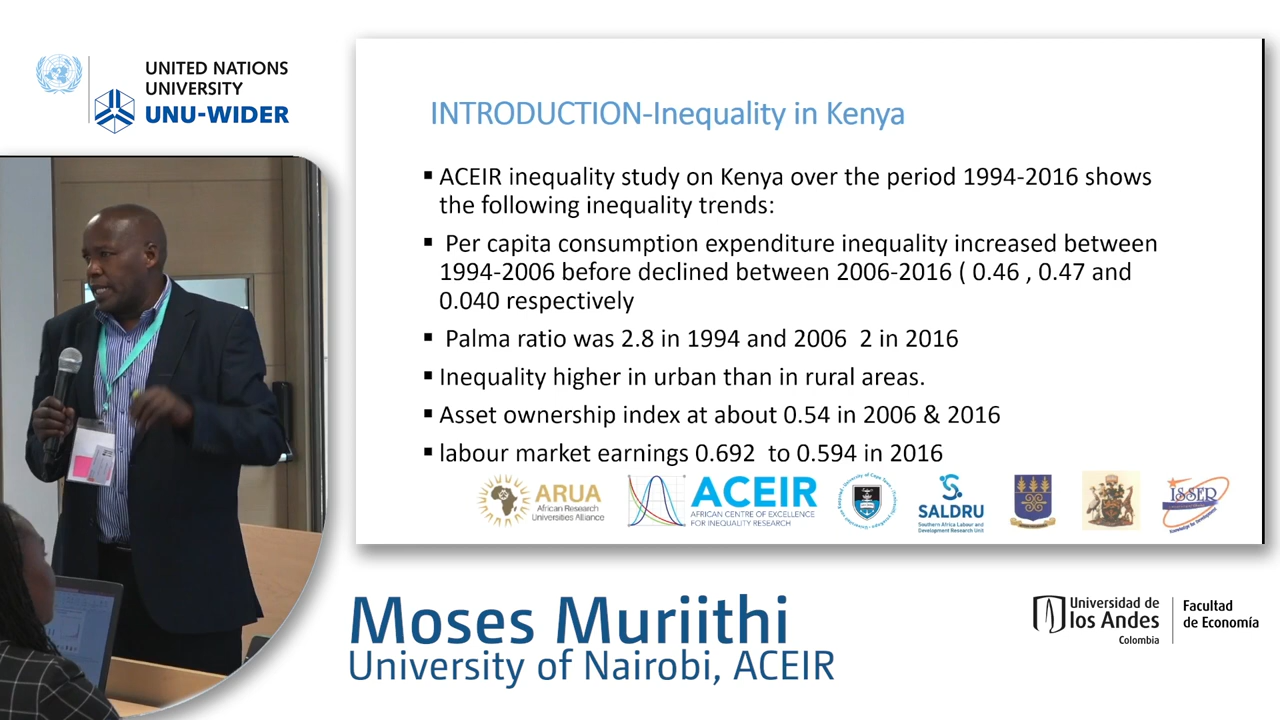 UNITED NATIONS
UNIVERSITY
UNU-WIDER
INTRODUCTION-Inequality in Kenya
▪ ACEIR inequality study on Kenya over the period 1994-2016 shows
the following inequality trends:
▪ Per capita consumption expenditure inequality increased between
1994-2006 before declined between 2006-2016 ( 0.46 , 0.47 and
0.040 respectively
▪ Palma ratio was 2.8 in 1994 and 2006 2 in 2016
▪ Inequality higher in urban than in rural areas.
▪ Asset ownership index at about 0.54 in 2006 & 2016
▪ labour market earnings 0.692 to 0.594 in 2016
ARUA
African Research
Universities Alliance
ACEIR
AFRICAN CENTRE OF EXCELLENCE
FOR INEQUALITY RESEARCH
SALDRU
Southern Africa Labour and
Development Research Unit
ISSER
Knowledge for Development
Moses Muriithi
University of Nairobi, ACEIR
Universidad de
los Andes
Colombia
Facultad
de Economía